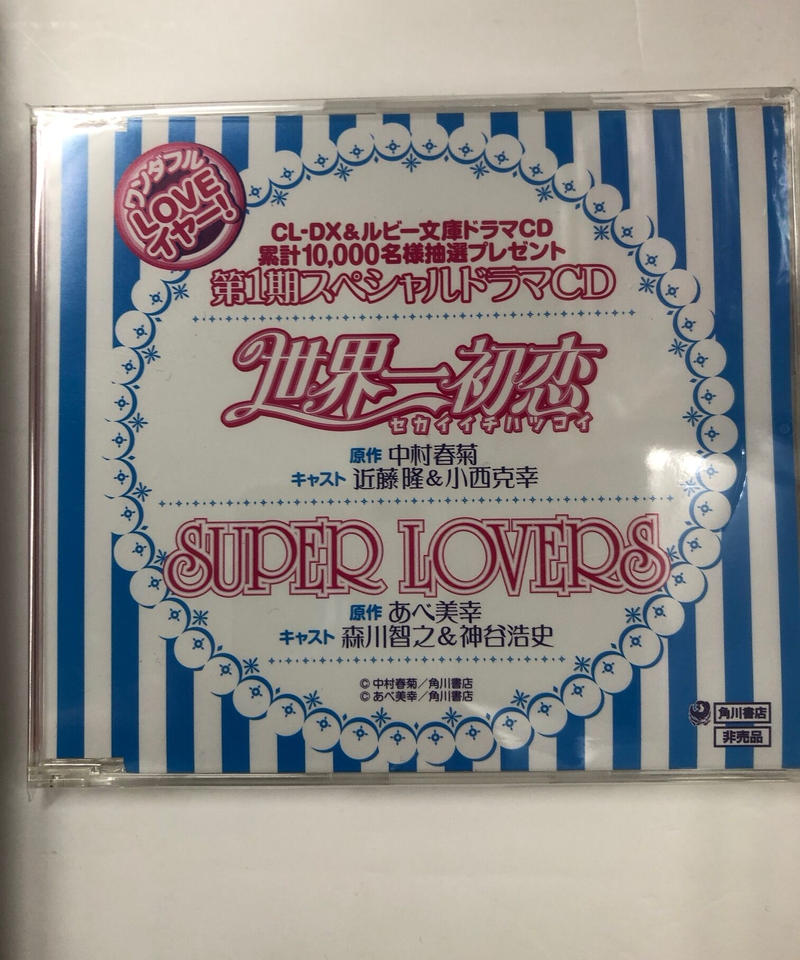 ワンダフル
LOVE
イヤー!
CL-DX&ルビー文庫ドラマCD
累計10,000名様抽選プレゼント
第1期スペシャルドラマCD
世界一初恋
セカイイチハツコイ
原作 中村春菊
キャスト 近藤隆&小西克幸
SUPER LOVERS
原作 あべ美幸
キャスト 森川智之&神谷浩史
© 中村春菊/角川書店
© あべ美幸/角川書店
角川書店
非売品